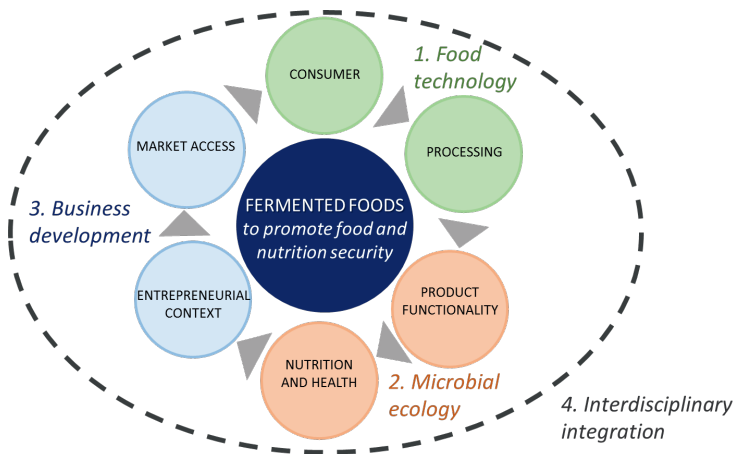 1. Food
technology
CONSUMER
PROCESSING
MARKET ACCESS
FERMENTED FOODS
to promote food and
nutrition security
3. Business
development
ENTREPRENEURIAL
CONTEXT
PRODUCT
FUNCTIONALITY
NUTRITION
AND HEALTH
2. Microbial
ecology
4. Interdisciplinary
integration